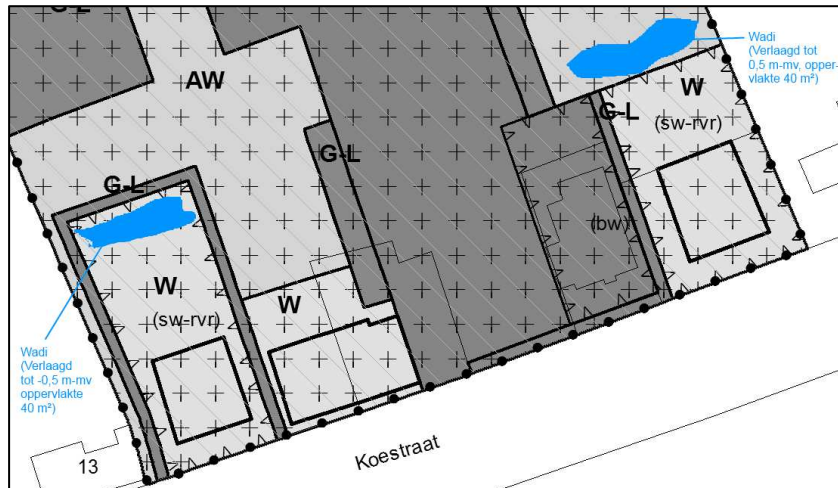 G-L
Wadi
(Verlaagd tot
0,5 m-mv, opper-
vlakte 40 m²)
AW
W
G-L
(sw-rvr)
G-L
G-L
(bw)
W
(sw-rvr)
W
Wadi
(Verlaagd
tot -0,5 m-mv
oppervlakte
40 m²)
Koestraat
13